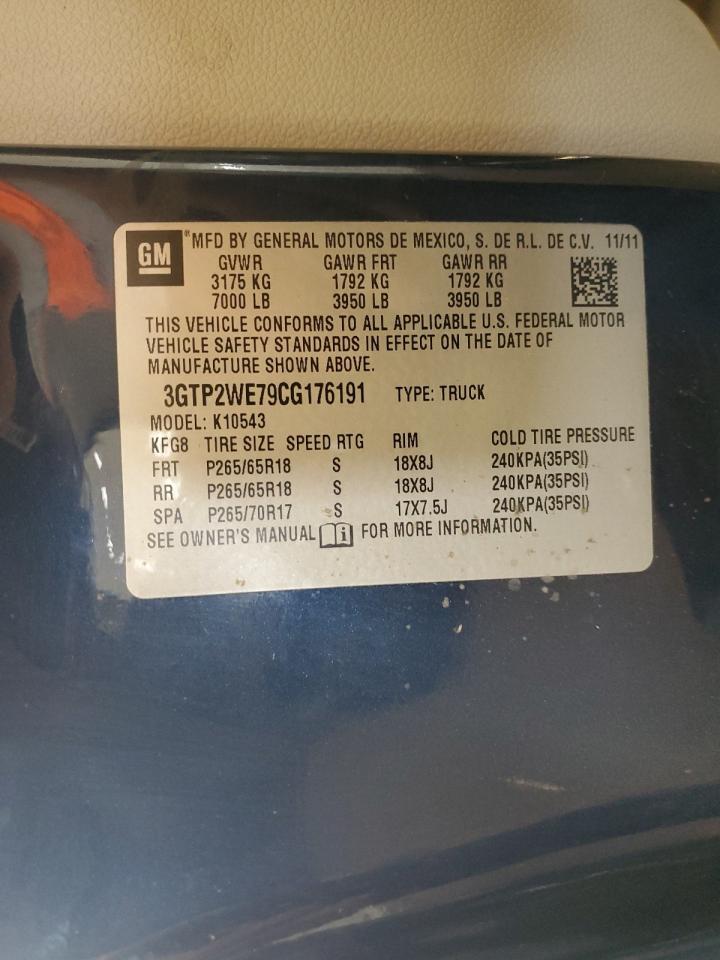 GM ® MFD BY GENERAL MOTORS DE MEXICO, S. DE R.L. DE C.V. 11/11
GVWR GAWR FRT GAWR RR
3175 KG 1792 KG 1792 KG
7000 LB 3950 LB 3950 LB
THIS VEHICLE CONFORMS TO ALL APPLICABLE U.S. FEDERAL MOTOR
VEHICLE SAFETY STANDARDS IN EFFECT ON THE DATE OF
MANUFACTURE SHOWN ABOVE.
3GTP2WE79CG176191 TYPE: TRUCK
MODEL: K10543
KFG8 TIRE SIZE SPEED RTG RIM COLD TIRE PRESSURE
FRT P265/65R18 S 18X8J 240KPA(35PSI)
RR P265/65R18 S 18X8J 240KPA(35PSI)
SPA P265/70R17 S 17X7.5J 240KPA(35PSI)
SEE OWNER'S MANUAL i FOR MORE INFORMATION.